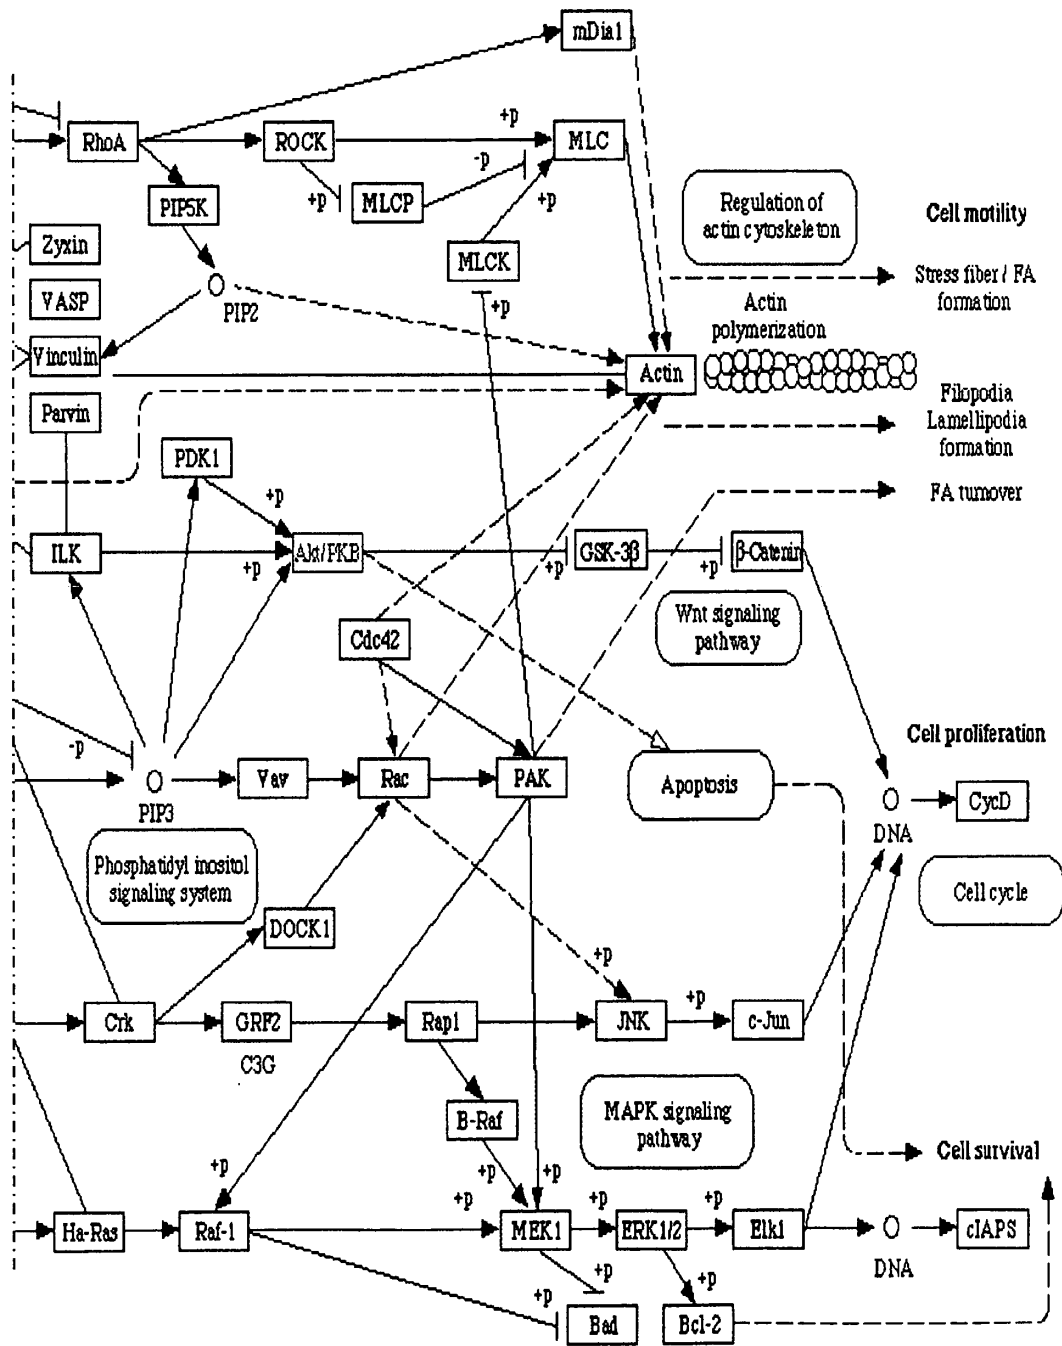 mDia1
+p
RhoA
ROCK
MLC
-p
+p
MLCP
+p
PIP5K
Regulation of
actin cytoskeleton
Cell motility
Zyxin
MLCK
Stress fiber / FA
formation
VASP
PIP2
+p
Actin
polymerization
Vinculin
Actin
Parvin
Filopodia
Lamellipodia
formation
PDK1
+p
FA turnover
ILK
+p
Akt/PKB
+p
GSK-3β
+p
β-Catenin
Wnt signaling
pathway
Cdc42
-p
Cell proliferation
PIP3
Vav
Rac
PAK
Apoptosis
CycD
DNA
Phosphatidyl inositol
signaling system
Cell cycle
DOCK1
+p
Crk
GRF2
Rap1
JNK
+p
c-Jun
C3G
B-Raf
MAPK signaling
pathway
Cell survival
+p
+p
+p
Ha-Ras
Raf-1
+p
MEK1
+p
ERK1/2
+p
Elk1
cIAPS
DNA
+p
+p
+p
Bad
Bcl-2